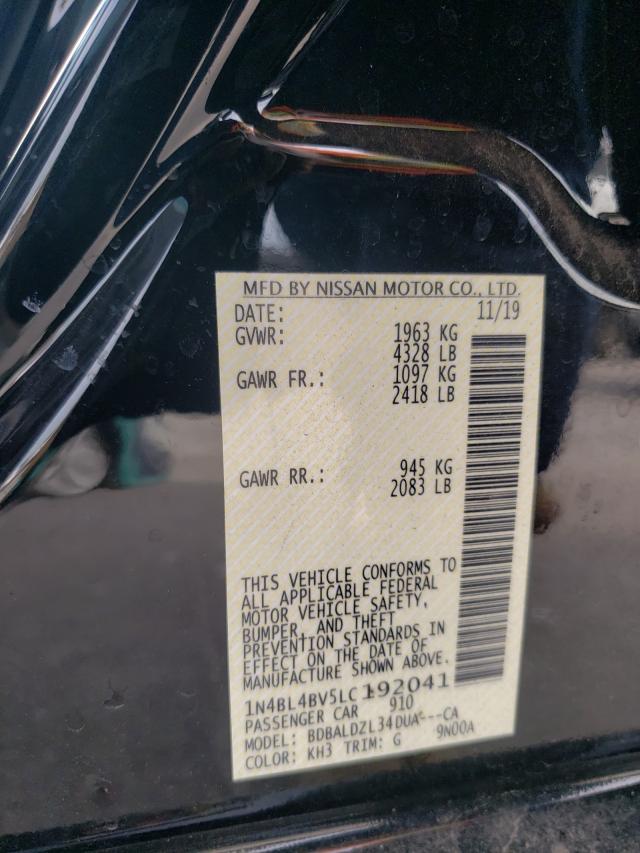 MFD BY NISSAN MOTOR CO., LTD.
DATE: 11/19
GVWR: 1963 KG
4328 LB
GAWR FR.: 1097 KG
2418 LB
GAWR RR.: 945 KG
2083 LB
THIS VEHICLE CONFORMS TO
ALL APPLICABLE FEDERAL
MOTOR VEHICLE SAFETY,
BUMPER, AND THEFT
PREVENTION STANDARDS IN
EFFECT ON THE DATE OF
MANUFACTURE SHOWN ABOVE.
1N4BL4BV5LC192041
PASSENGER CAR 910
MODEL: BDBALDZL34DUA---CA
COLOR: KH3 TRIM: G 9N00A